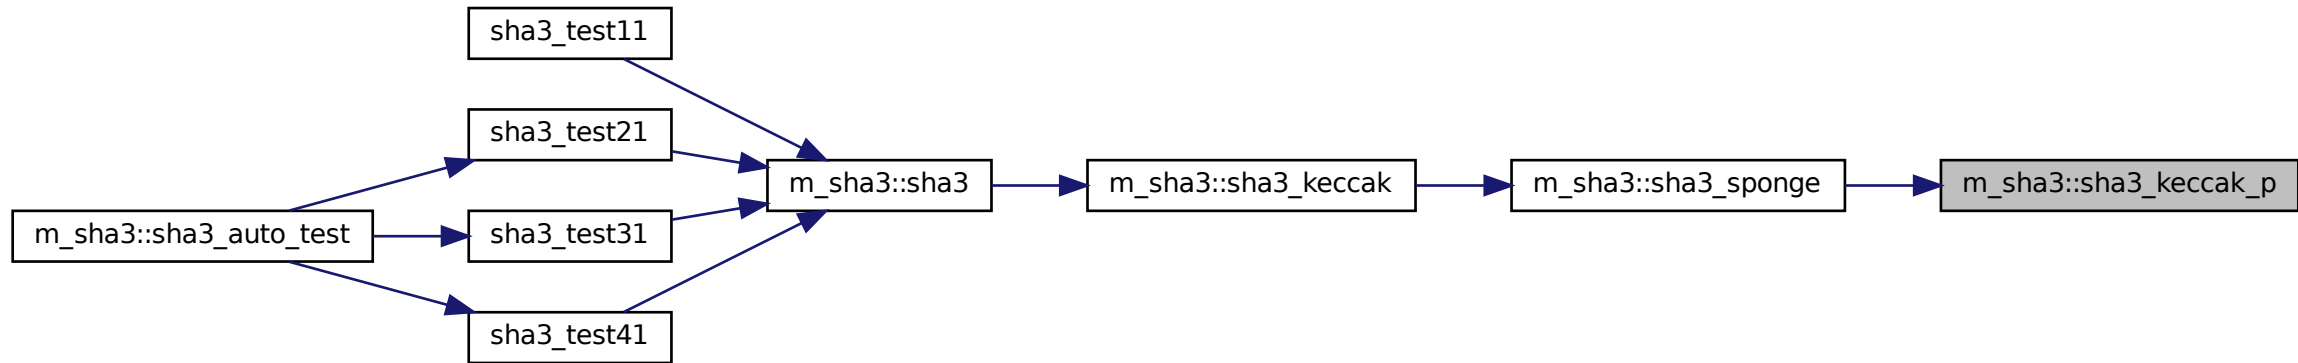 sha3_test11
sha3_test21
m_sha3::sha3
m_sha3::sha3_keccak
m_sha3::sha3_sponge
m_sha3::sha3_keccak_p
m_sha3::sha3_auto_test
sha3_test31
sha3_test41